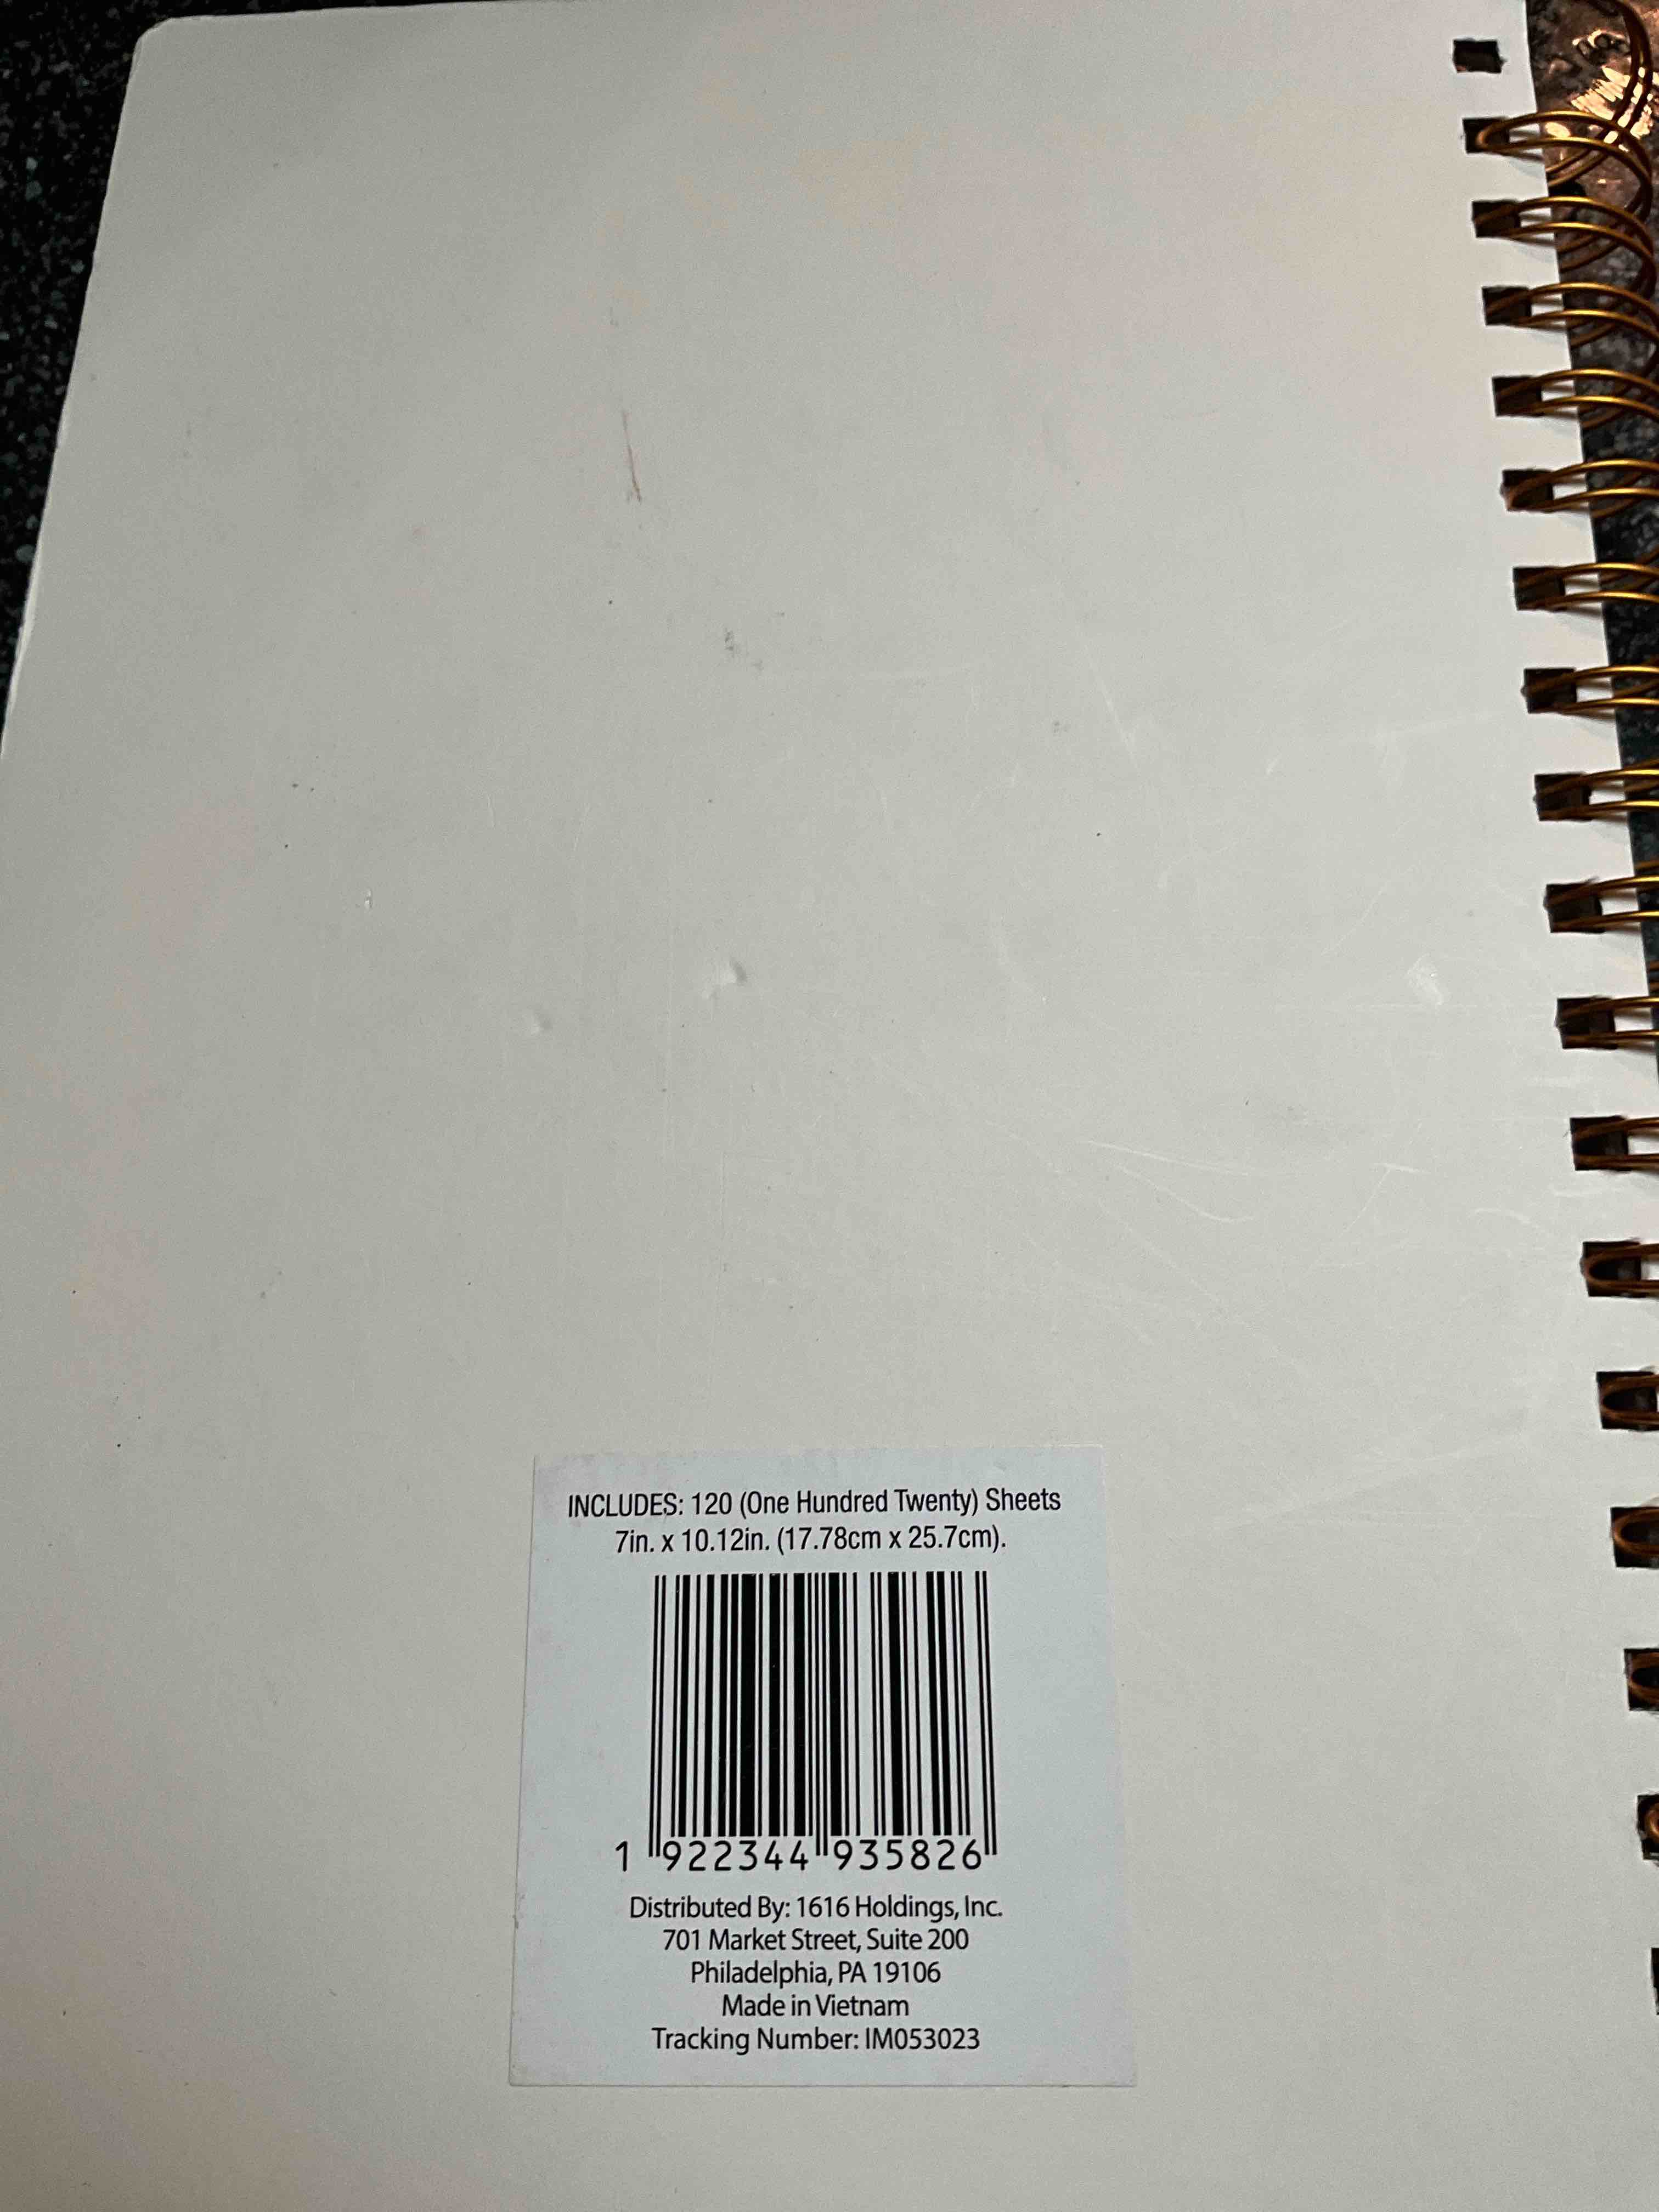 INCLUDES: 120 (One Hundred Twenty) Sheets
7in. x 10.12in. (17.78cm x 25.7cm).
1 922344 935826
Distributed By: 1616 Holdings, Inc.
701 Market Street, Suite 200
Philadelphia, PA 19106
Made in Vietnam
Tracking Number: IM053023